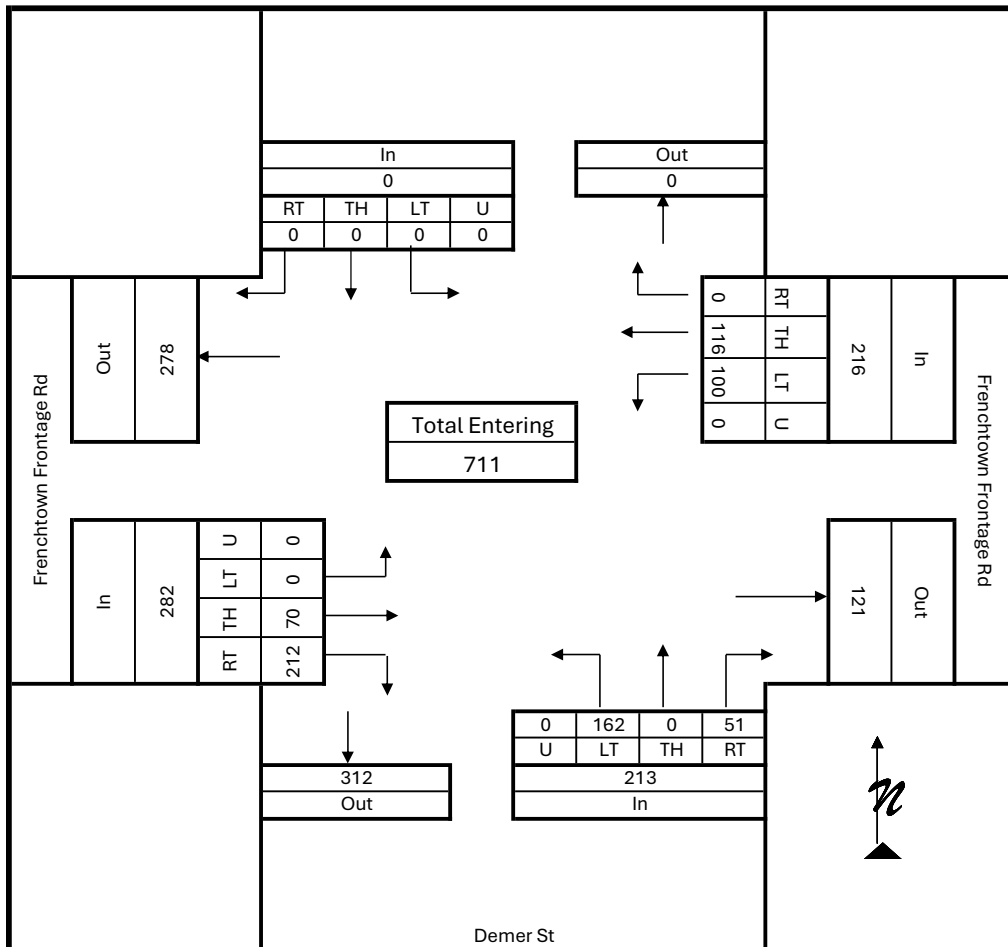 In
0
RT TH LT U
0 0 0 0
Out
0
Out
278
0 RT
116 TH
100 LT
0 U
216
In
Frenchtown Frontage Rd
Frenchtown Frontage Rd
Total Entering
711
In
282
U 0
LT 0
TH 70
RT 212
121
Out
0 162 0 51
U LT TH RT
213
In
312
Out
N
Demer St